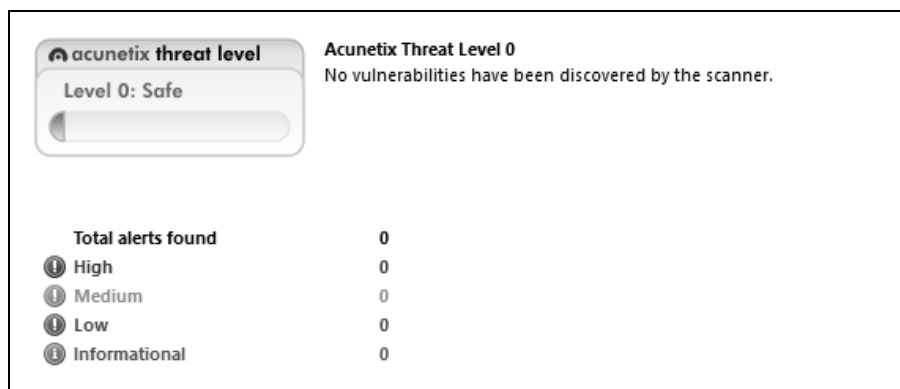 acunetix threat level
Level 0: Safe
Acunetix Threat Level 0
No vulnerabilities have been discovered by the scanner.
Total alerts found 0
High 0
Medium 0
Low 0
Informational 0